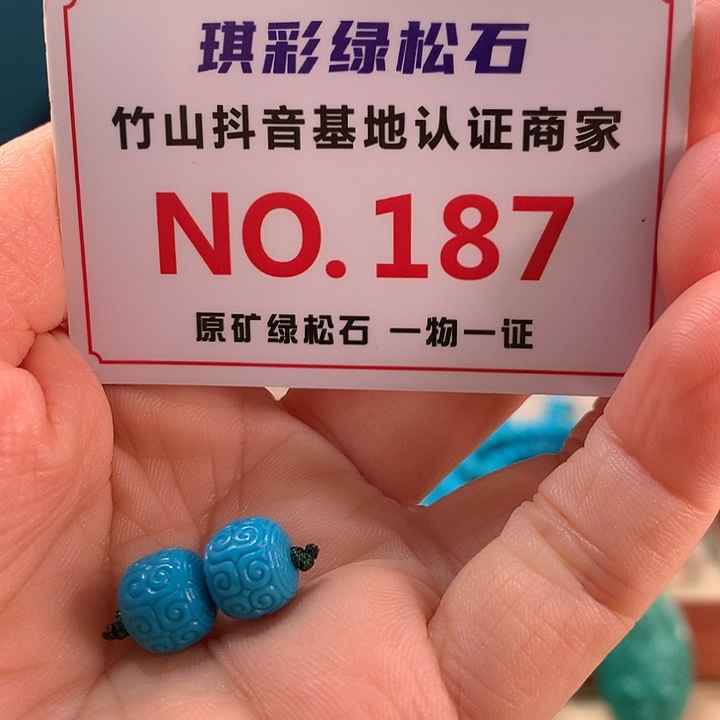 琪彩绿松石
竹山抖音基地认证商家
NO.187
原矿绿松石 一物一证